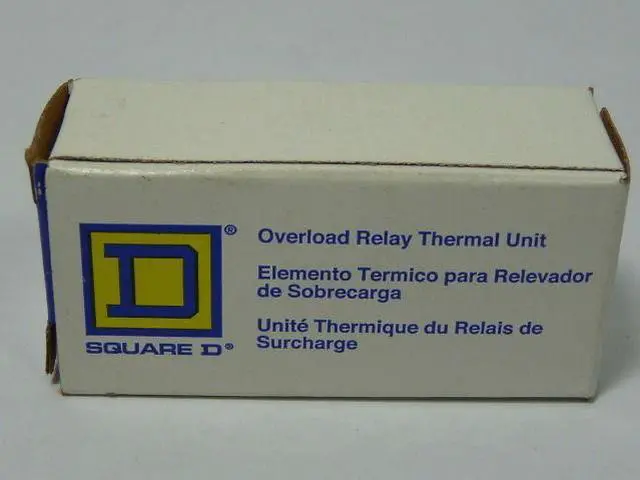 D®
SQUARE D®
Overload Relay Thermal Unit
Elemento Termico para Relevador
de Sobrecarga
Unité Thermique du Relais de
Surcharge